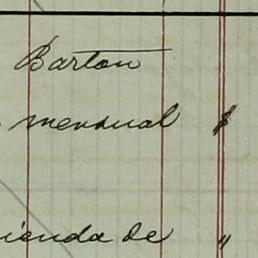 Barton
mensual $
ienda de "